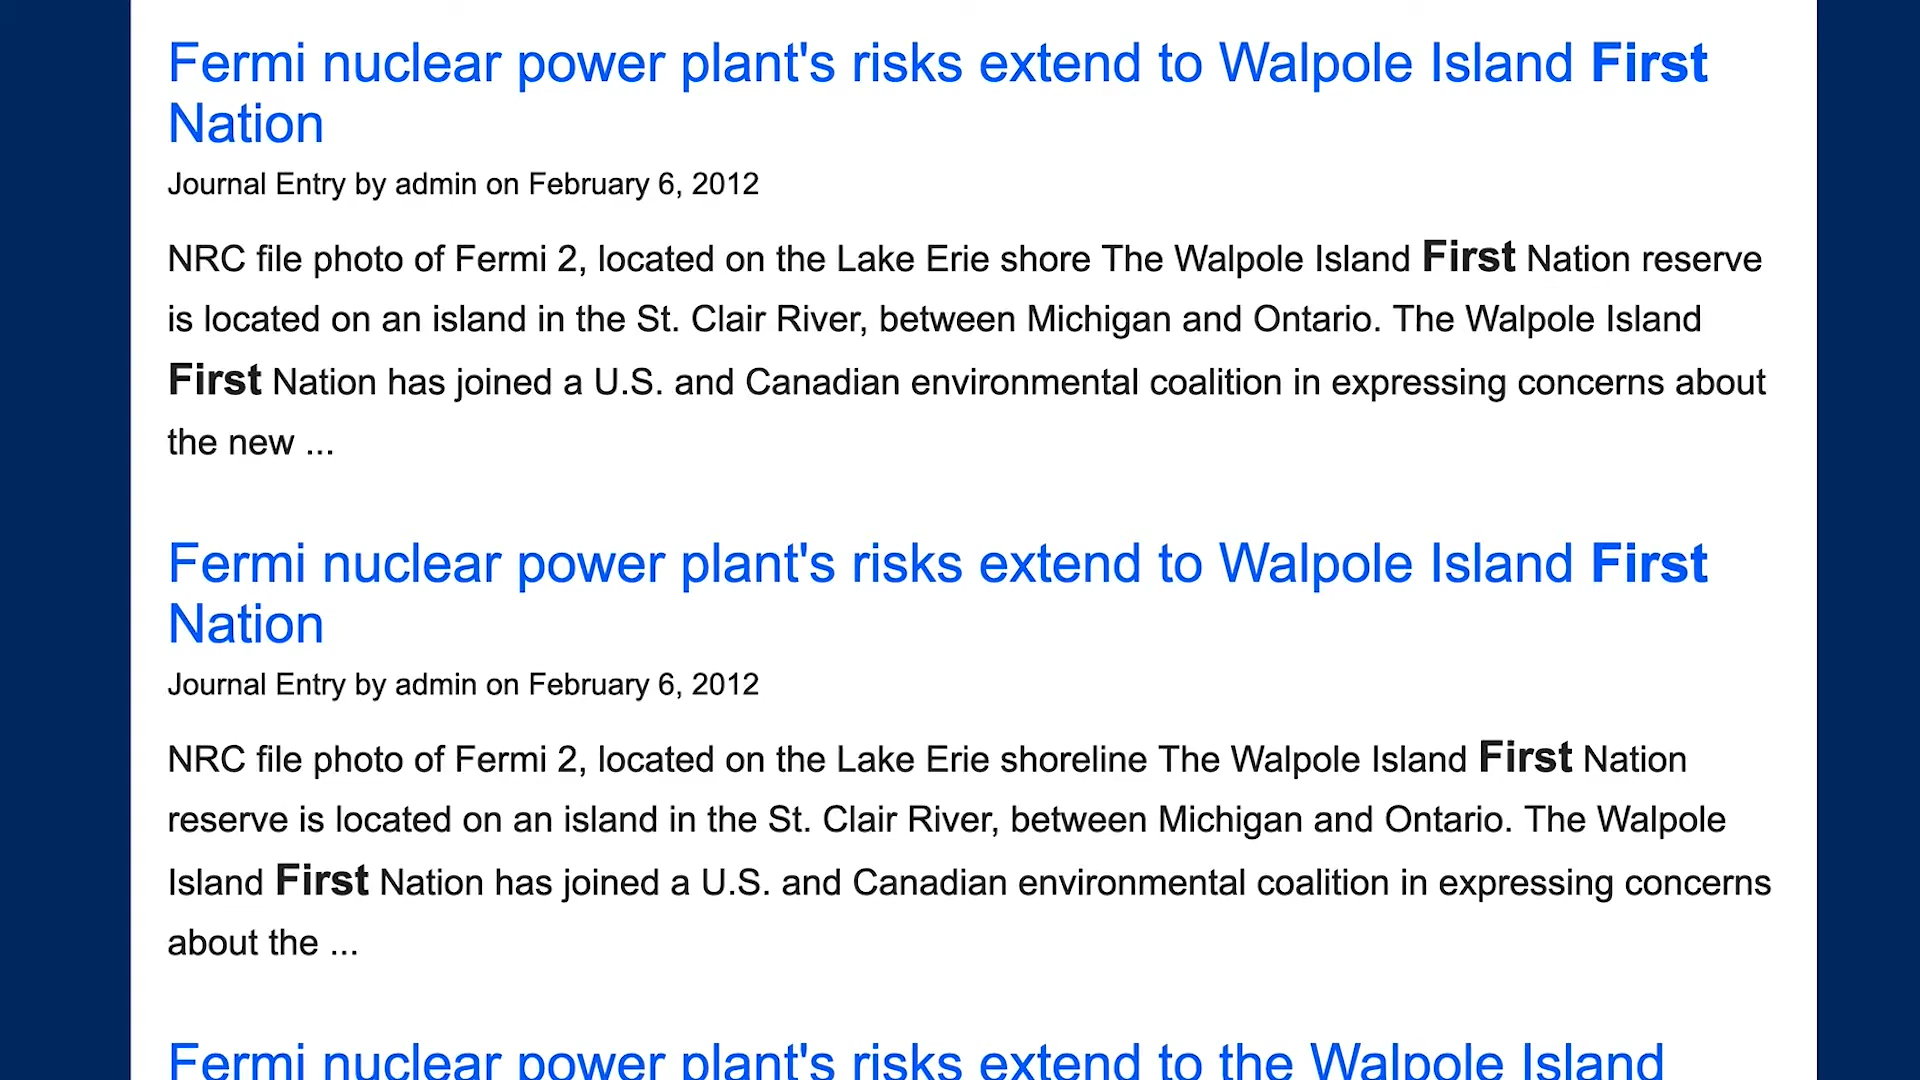 Fermi nuclear power plant's risks extend to Walpole Island First
Nation
Journal Entry by admin on February 6, 2012
NRC file photo of Fermi 2, located on the Lake Erie shore The Walpole Island First Nation reserve
is located on an island in the St. Clair River, between Michigan and Ontario. The Walpole Island
First Nation has joined a U.S. and Canadian environmental coalition in expressing concerns about
the new ...
Fermi nuclear power plant's risks extend to Walpole Island First
Nation
Journal Entry by admin on February 6, 2012
NRC file photo of Fermi 2, located on the Lake Erie shoreline The Walpole Island First Nation
reserve is located on an island in the St. Clair River, between Michigan and Ontario. The Walpole
Island First Nation has joined a U.S. and Canadian environmental coalition in expressing concerns
about the ...
Fermi nuclear power plant's risks extend to the Walpole Island